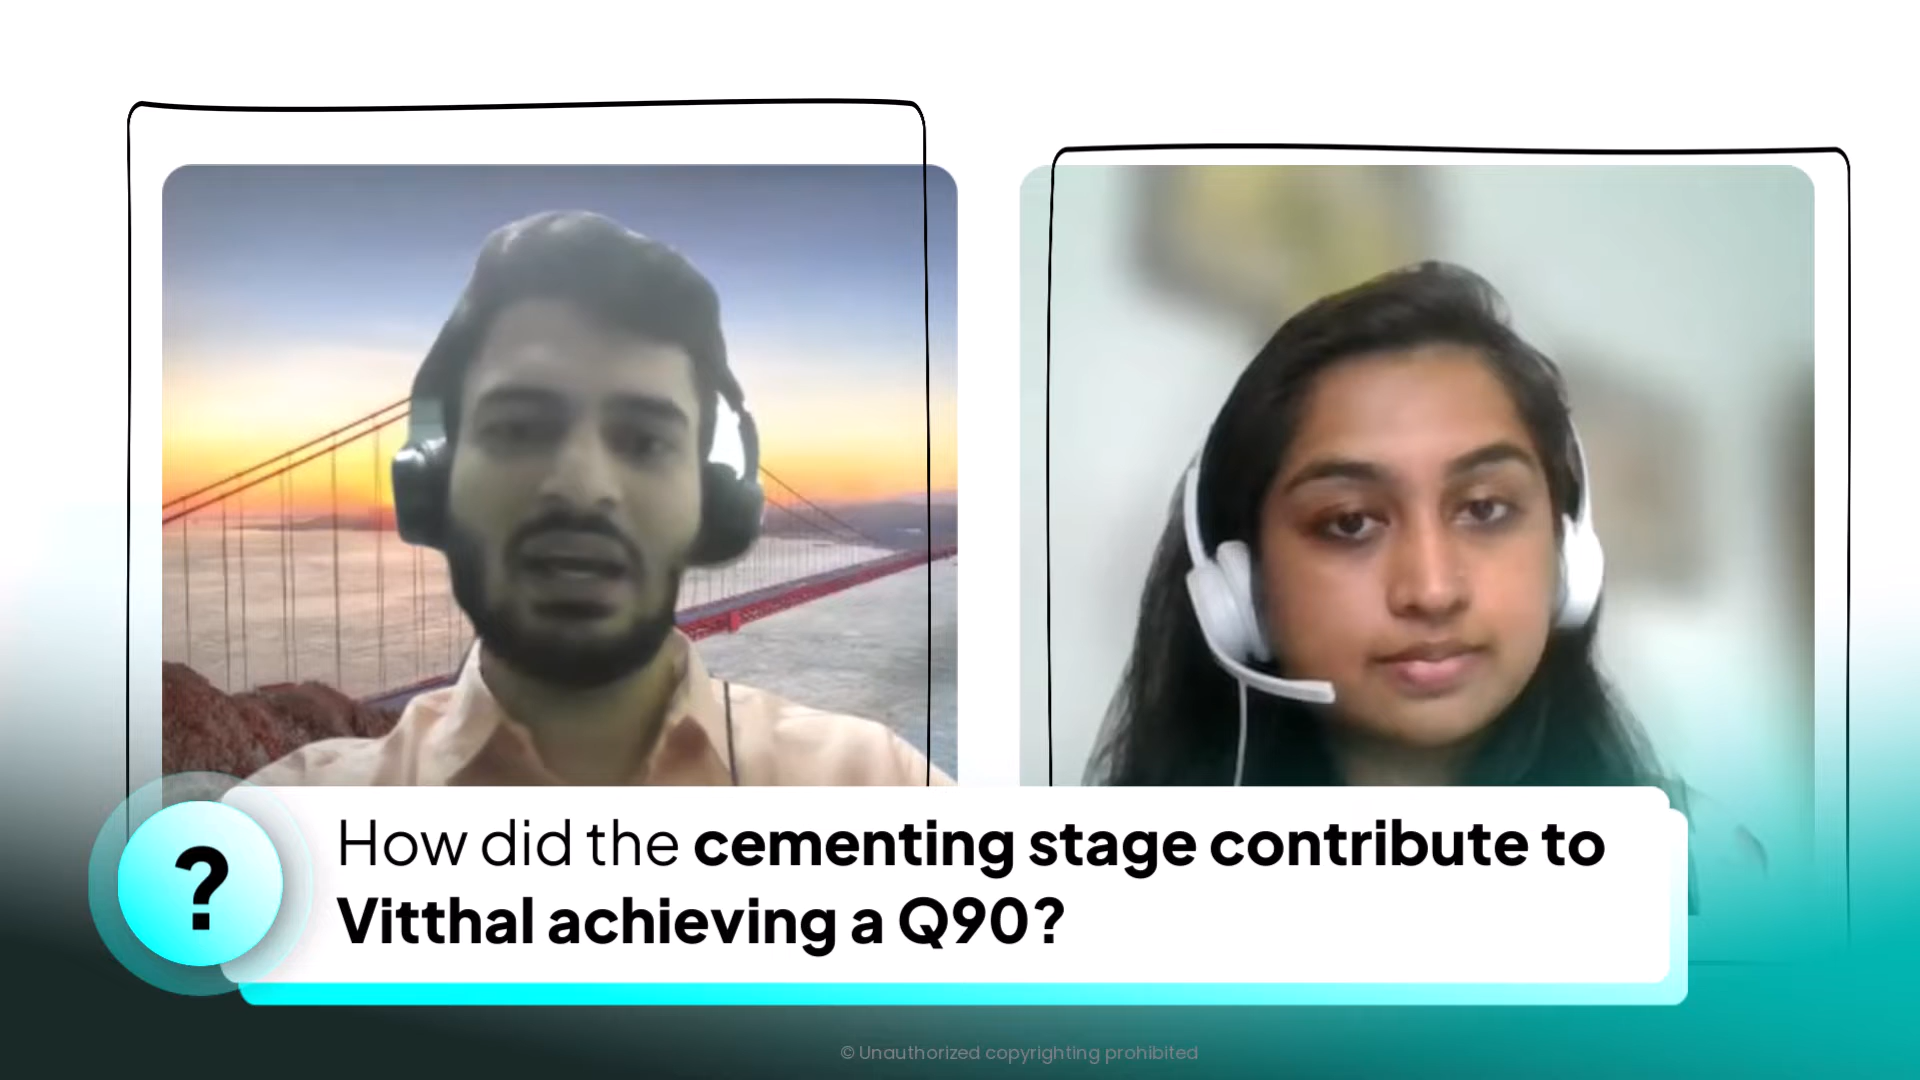 ?
How did the cementing stage contribute to
Vitthal achieving a Q90?
© Unauthorized copyrighting prohibited